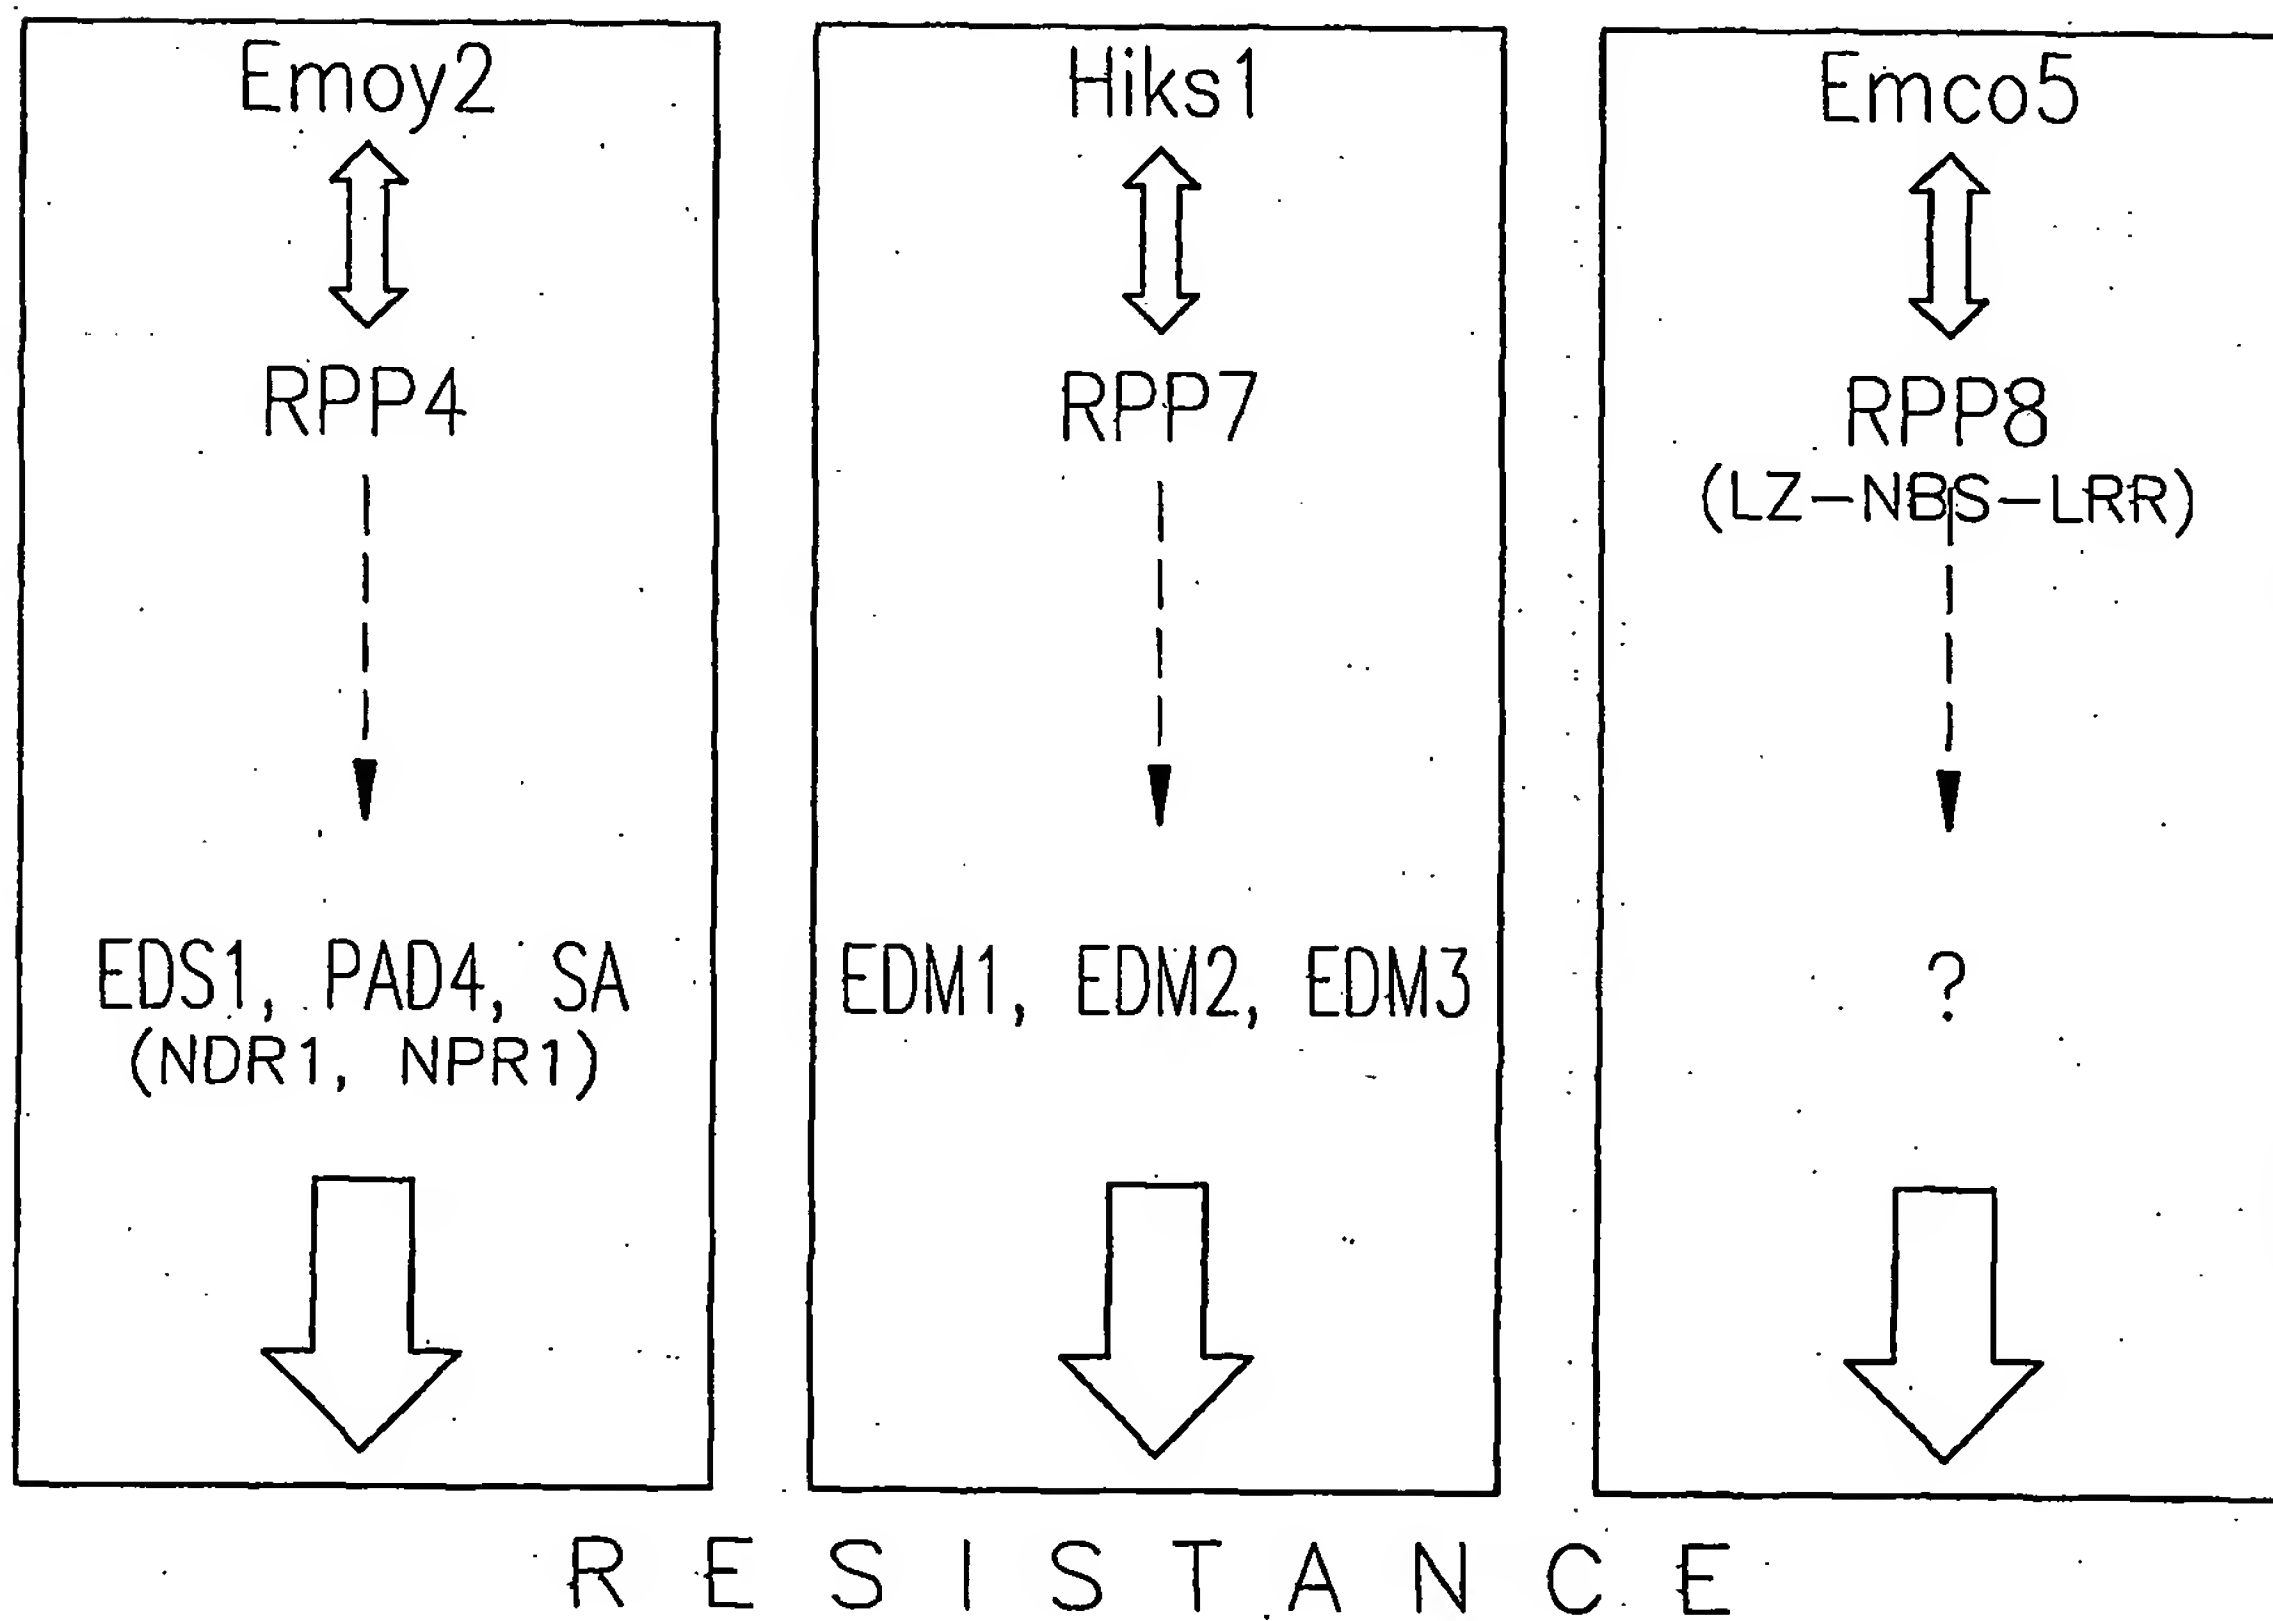 Emoy2
RPP4
EDS1, PAD4, SA
(NDR1, NPR1)
Hiks1
RPP7
EDM1, EDM2, EDM3
Emco5
RPP8
(LZ-NBS-LRR)
?
RESISTANCE